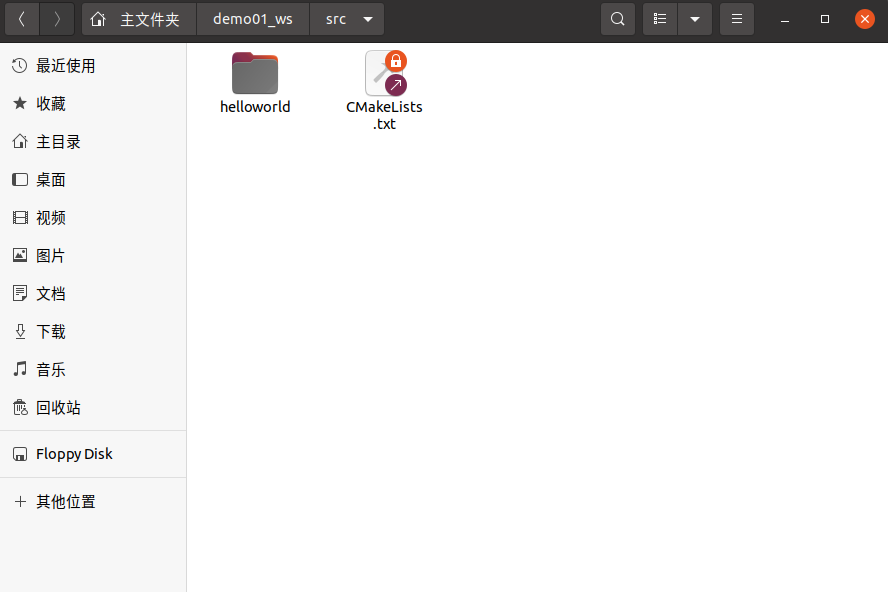 主文件夹 demo01_ws src
最近使用
收藏
主目录
桌面
视频
图片
文档
下载
音乐
回收站
Floppy Disk
其他位置
helloworld
CMakeLists
.txt